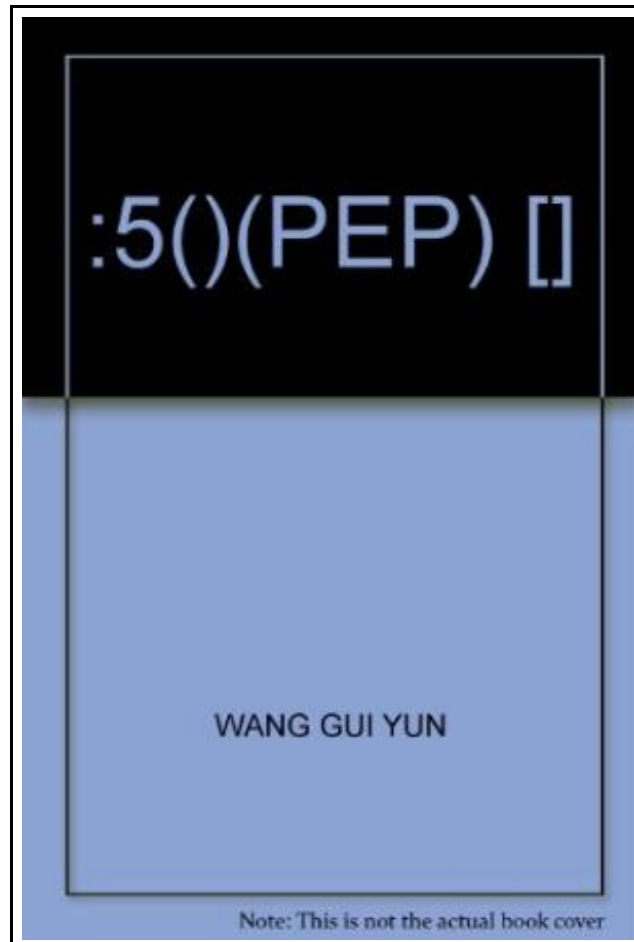 :5()(PEP) []
WANG GUI YUN
Note: This is not the actual book cover